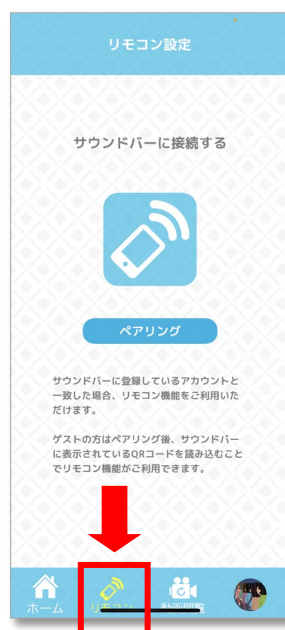 リモコン設定
サウンドバーに接続する
ペアリング
サウンドバーに登録しているアカウントと
一致した場合、リモコン機能をご利用いた
だけます。
ゲストの方はペアリング後、サウンドバー
に表示されているQRコードを読み込むこと
でリモコン機能がご利用できます。
ホーム
リモコン